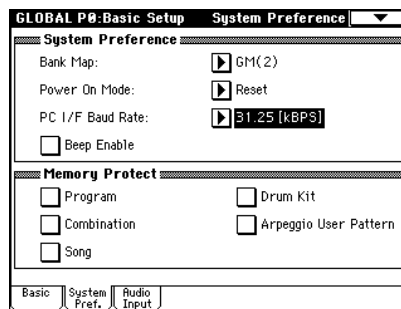 GLOBAL P0:Basic Setup System Preference
System Preference
Bank Map: GM(2)
Power On Mode: Reset
PC I/F Baud Rate: 31.25 [kBPS]
Beep Enable
Memory Protect
Program Drum Kit
Combination Arpeggio User Pattern
Song
Basic System Pref. Audio Input